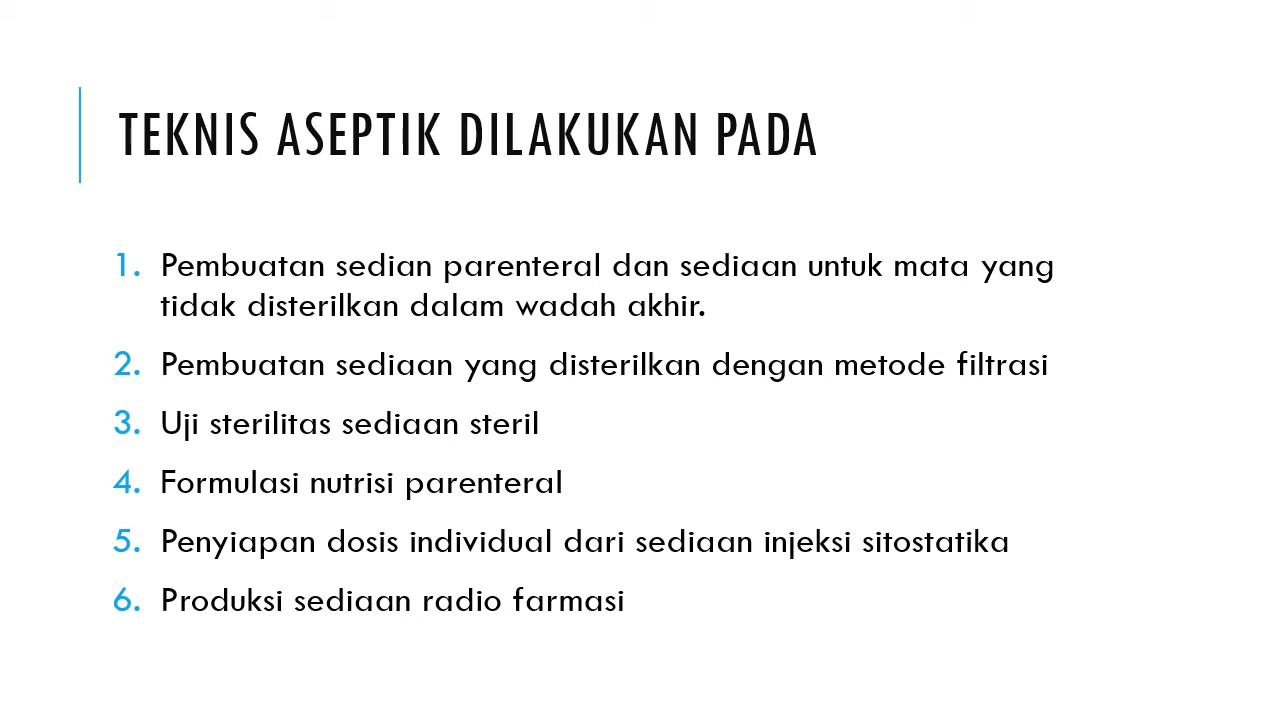 TEKNIS ASEPTIK DILAKUKAN PADA
1. Pembuatan sedian parenteral dan sediaan untuk mata yang
tidak disterilkan dalam wadah akhir.
2. Pembuatan sediaan yang disterilkan dengan metode filtrasi
3. Uji sterilitas sediaan steril
4. Formulasi nutrisi parenteral
5. Penyiapan dosis individual dari sediaan injeksi sitostatika
6. Produksi sediaan radio farmasi